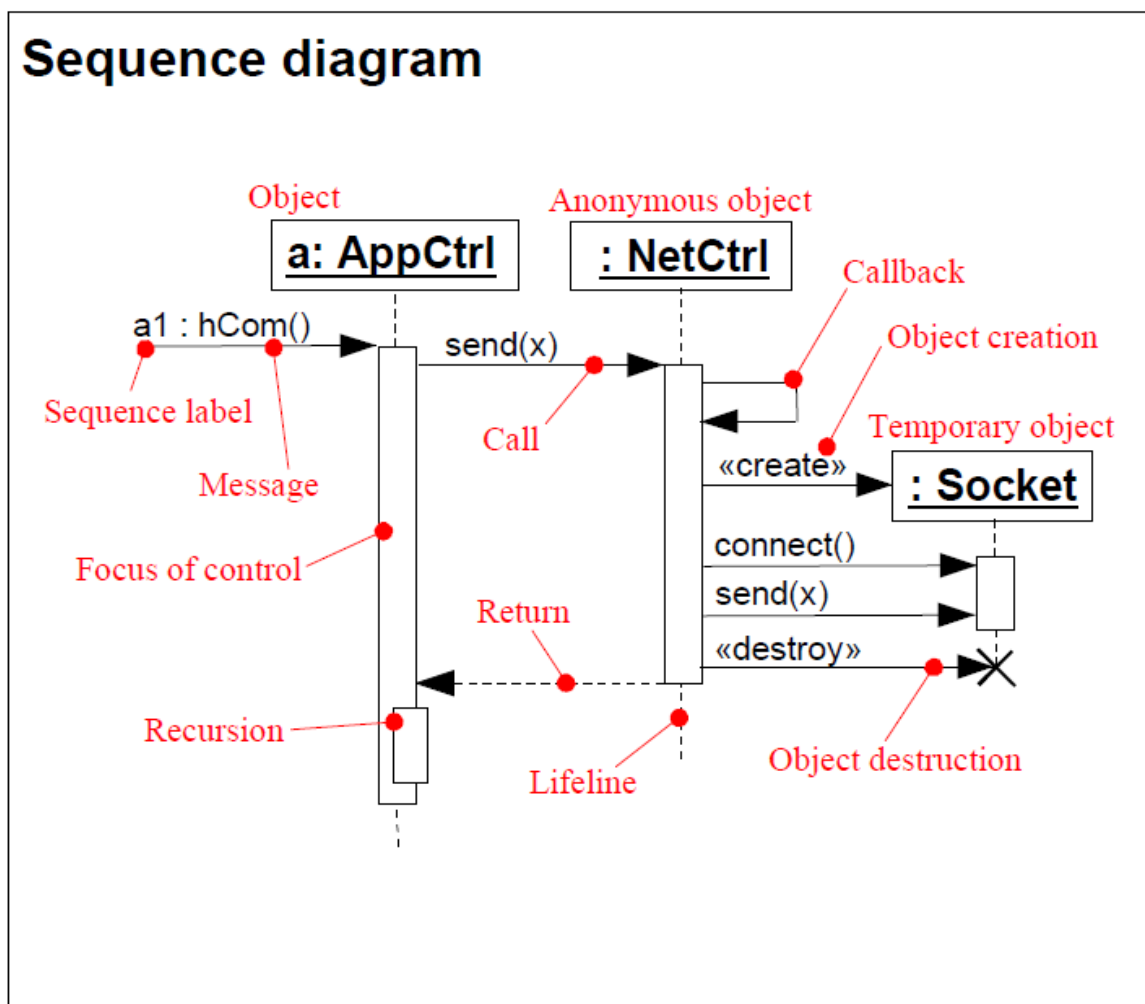 Sequence diagram
Object
Anonymous object
a: AppCtrl
: NetCtrl
Callback
a1 : hCom()
send(x)
Object creation
Sequence label
Call
Temporary object
Message
«create»
: Socket
Focus of control
connect()
send(x)
Return
«destroy»
Recursion
Lifeline
Object destruction